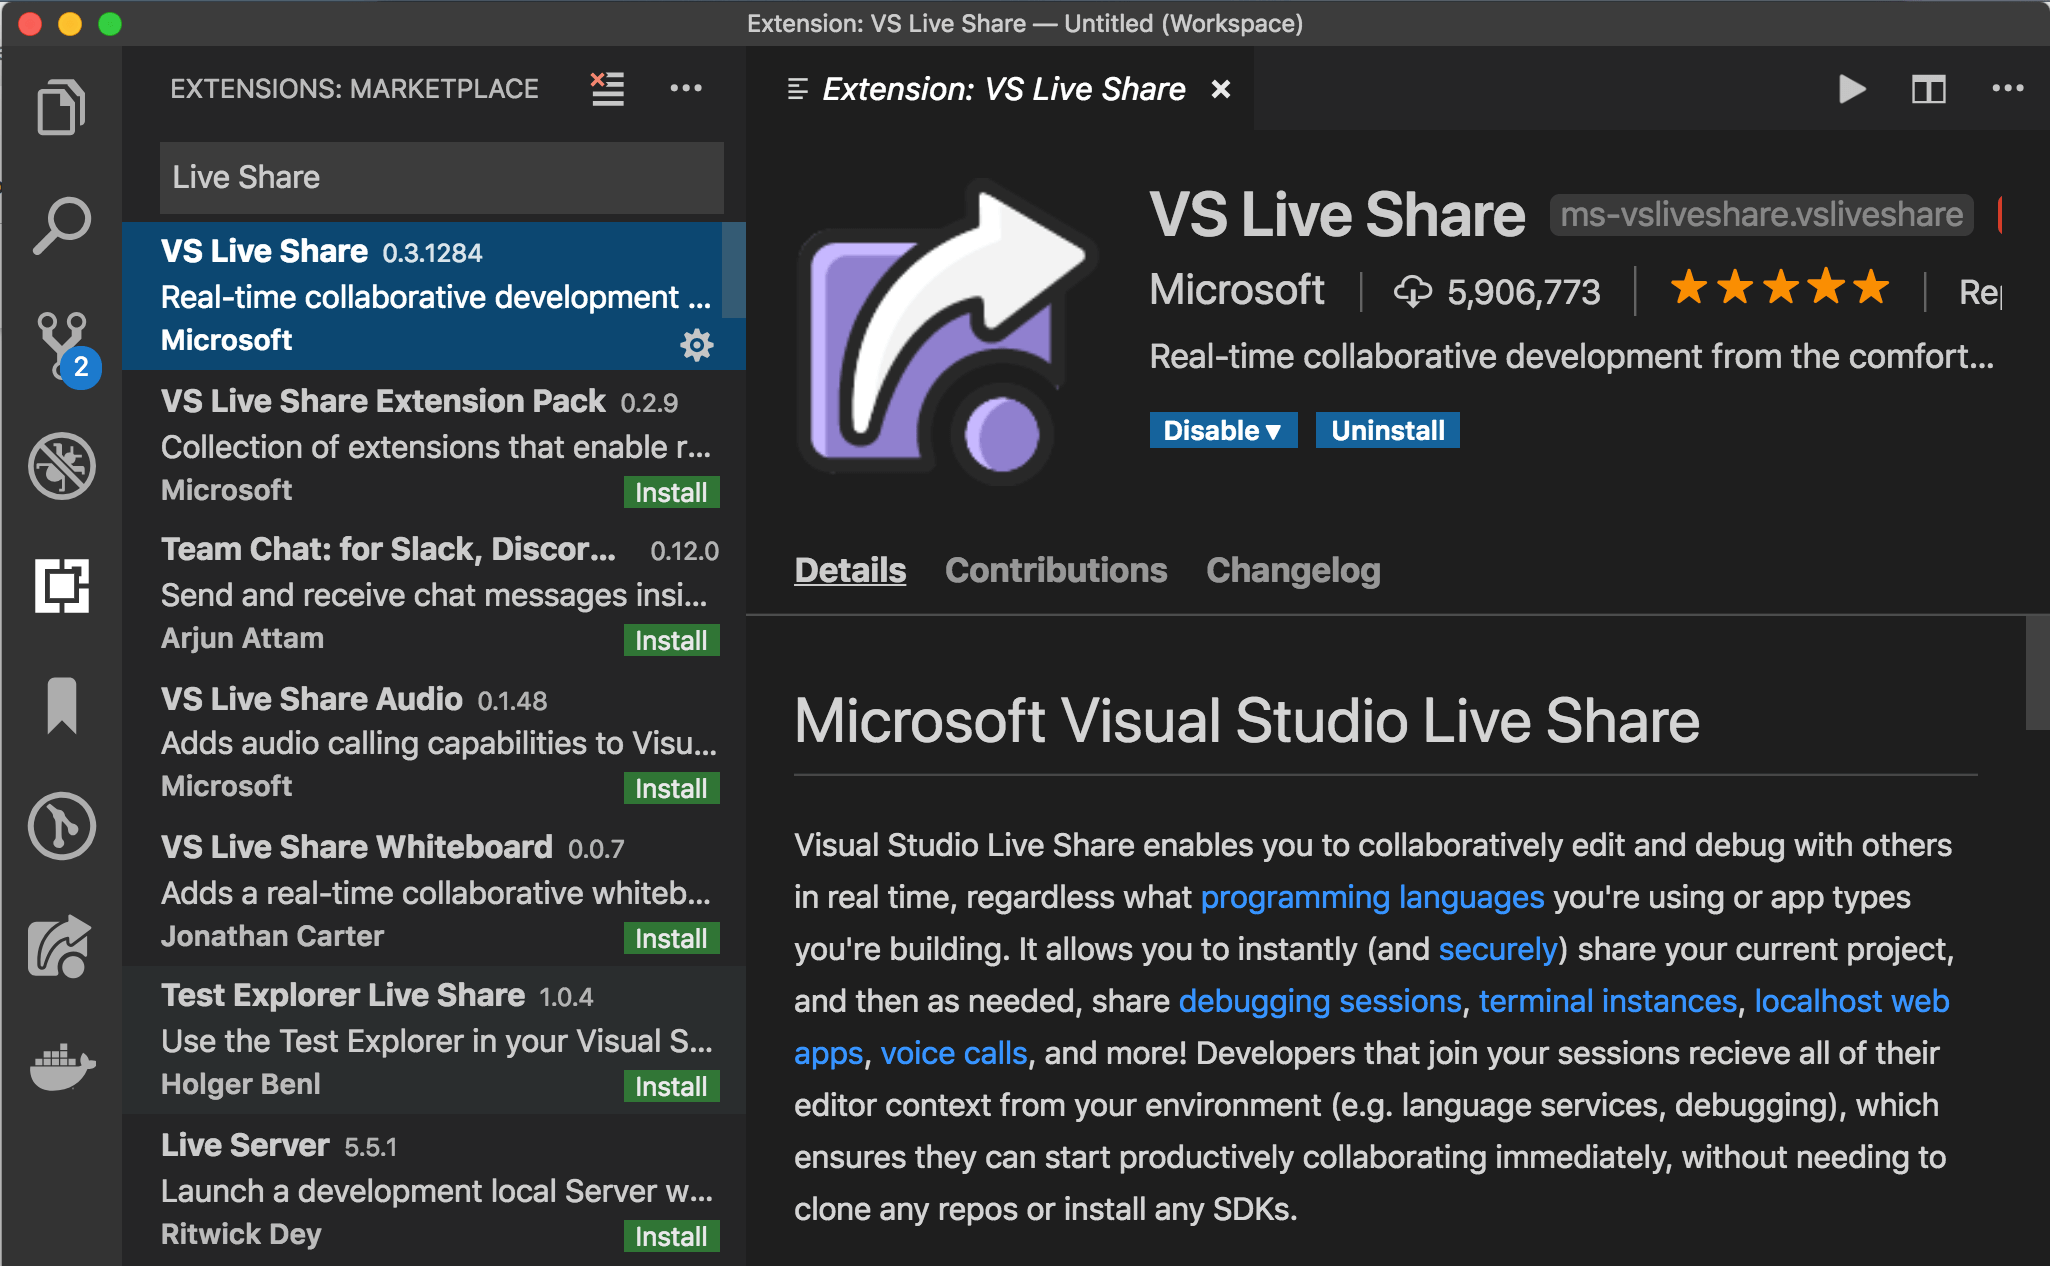 Extension: VS Live Share — Untitled (Workspace)
EXTENSIONS: MARKETPLACE
Live Share
VS Live Share 0.3.1284
Real-time collaborative development ...
Microsoft
VS Live Share Extension Pack 0.2.9
Collection of extensions that enable r...
Microsoft
Install
Team Chat: for Slack, Discor... 0.12.0
Send and receive chat messages insi...
Arjun Attam
Install
VS Live Share Audio 0.1.48
Adds audio calling capabilities to Visu...
Microsoft
Install
VS Live Share Whiteboard 0.0.7
Adds a real-time collaborative whiteb...
Jonathan Carter
Install
Test Explorer Live Share 1.0.4
Use the Test Explorer in your Visual S...
Holger Benl
Install
Live Server 5.5.1
Launch a development local Server w...
Ritwick Dey
Install
2
Extension: VS Live Share
VS Live Share ms-vsliveshare.vsliveshare
Microsoft | 5,906,773 | ★★★★★ | Re
Real-time collaborative development from the comfort...
Disable ▾ Uninstall
Details Contributions Changelog
Microsoft Visual Studio Live Share
Visual Studio Live Share enables you to collaboratively edit and debug with others
in real time, regardless what programming languages you're using or app types
you're building. It allows you to instantly (and securely) share your current project,
and then as needed, share debugging sessions, terminal instances, localhost web
apps, voice calls, and more! Developers that join your sessions recieve all of their
editor context from your environment (e.g. language services, debugging), which
ensures they can start productively collaborating immediately, without needing to
clone any repos or install any SDKs.